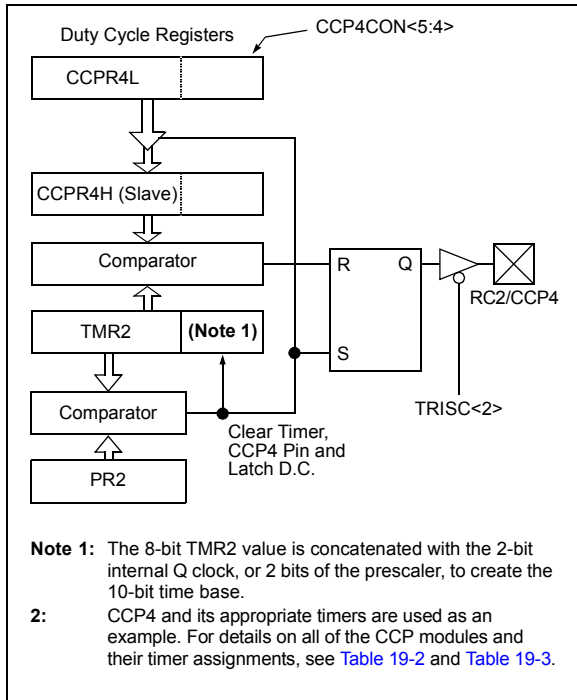 Duty Cycle Registers
CCP4CON<5:4>
CCPR4L
CCPR4H (Slave)
Comparator
R
Q
RC2/CCP4
TMR2
(Note 1)
S
TRISC<2>
Comparator
Clear Timer,
CCP4 Pin and
Latch D.C.
PR2
Note 1: The 8-bit TMR2 value is concatenated with the 2-bit
internal Q clock, or 2 bits of the prescaler, to create the
10-bit time base.
2: CCP4 and its appropriate timers are used as an
example. For details on all of the CCP modules and
their timer assignments, see Table 19-2 and Table 19-3.